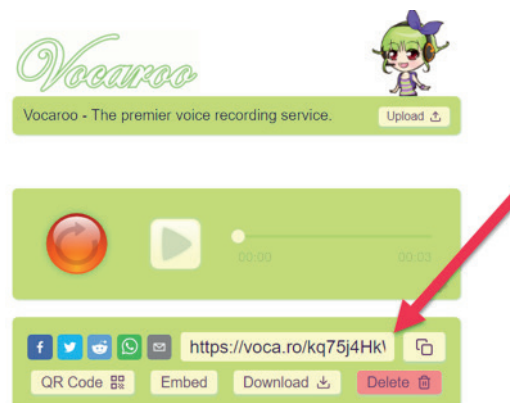 Vocaroo
Vocaroo - The premier voice recording service.
Upload
00:00
00:03
https://voca.ro/kq75j4Hk
QR Code
Embed
Download
Delete